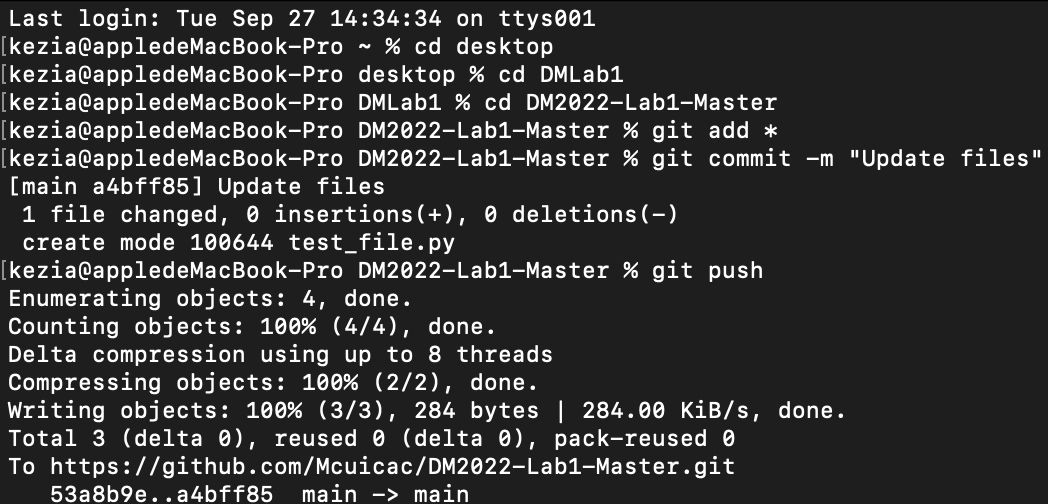 Last login: Tue Sep 27 14:34:34 on ttys001
[kezia@appledeMacBook-Pro ~ % cd desktop
[kezia@appledeMacBook-Pro desktop % cd DMLab1
[kezia@appledeMacBook-Pro DMLab1 % cd DM2022-Lab1-Master
[kezia@appledeMacBook-Pro DM2022-Lab1-Master % git add *
[kezia@appledeMacBook-Pro DM2022-Lab1-Master % git commit -m "Update files"
[main a4bff85] Update files
 1 file changed, 0 insertions(+), 0 deletions(-)
 create mode 100644 test_file.py
[kezia@appledeMacBook-Pro DM2022-Lab1-Master % git push
Enumerating objects: 4, done.
Counting objects: 100% (4/4), done.
Delta compression using up to 8 threads
Compressing objects: 100% (2/2), done.
Writing objects: 100% (3/3), 284 bytes | 284.00 KiB/s, done.
Total 3 (delta 0), reused 0 (delta 0), pack-reused 0
To https://github.com/Mcuicac/DM2022-Lab1-Master.git
   53a8b9e..a4bff85  main -> main